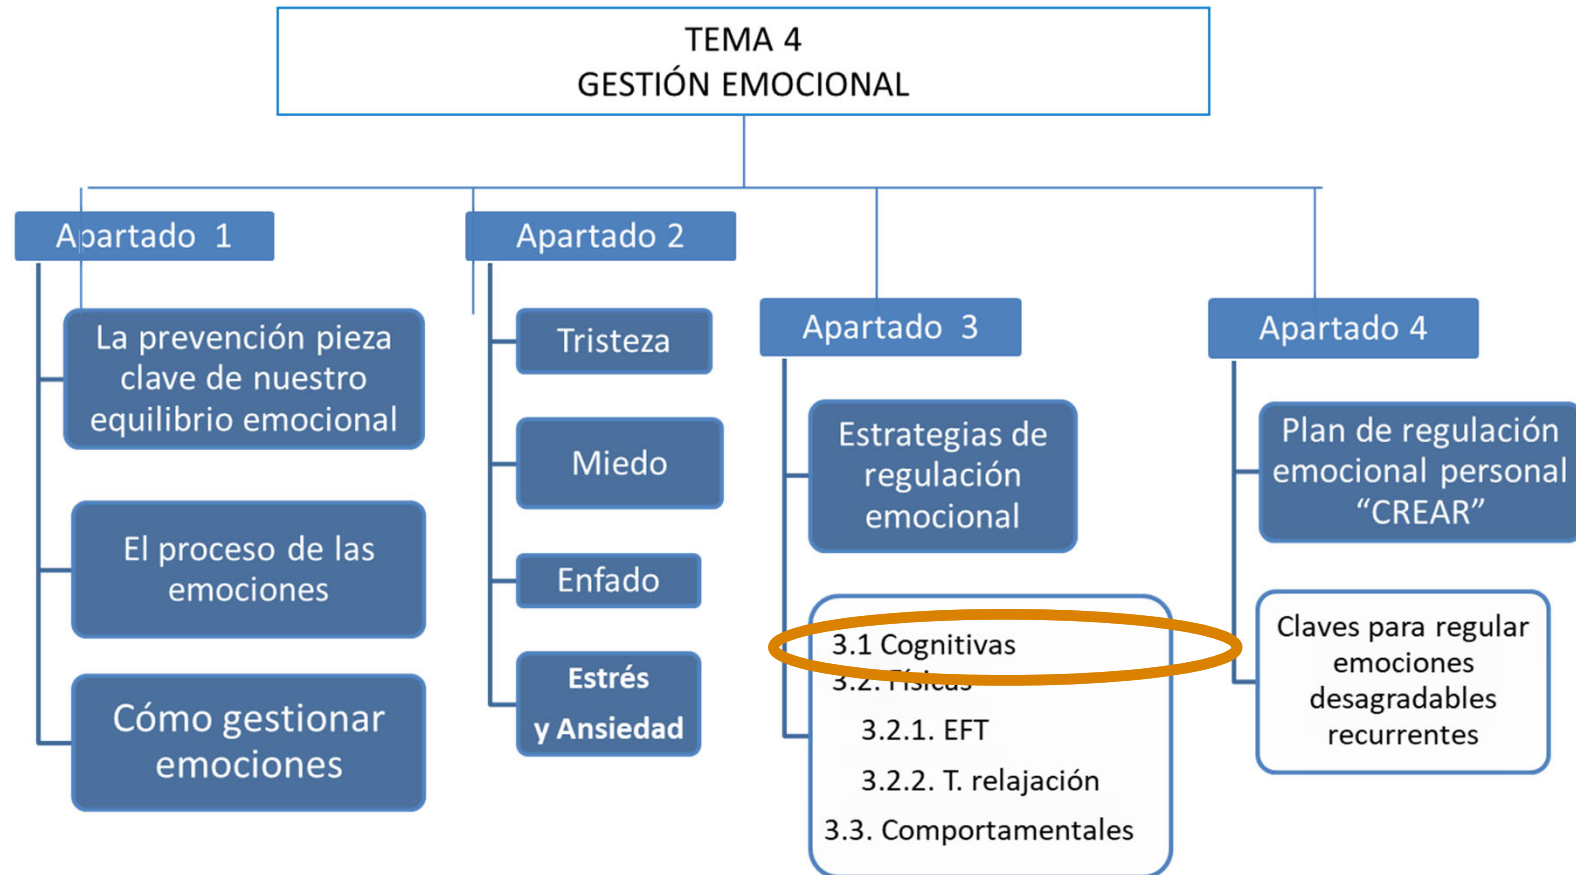 TEMA 4
GESTIÓN EMOCIONAL
Apartado 1
La prevención pieza
clave de nuestro
equilibrio emocional
El proceso de las
emociones
Cómo gestionar
emociones
Apartado 2
Tristeza
Miedo
Enfado
Estrés
y Ansiedad
Apartado 3
Estrategias de
regulación
emocional
3.1 Cognitivas
3.2. Físicas
3.2.1. EFT
3.2.2. T. relajación
3.3. Comportamentales
Apartado 4
Plan de regulación
emocional personal
“CREAR”
Claves para regular
emociones
desagradables
recurrentes